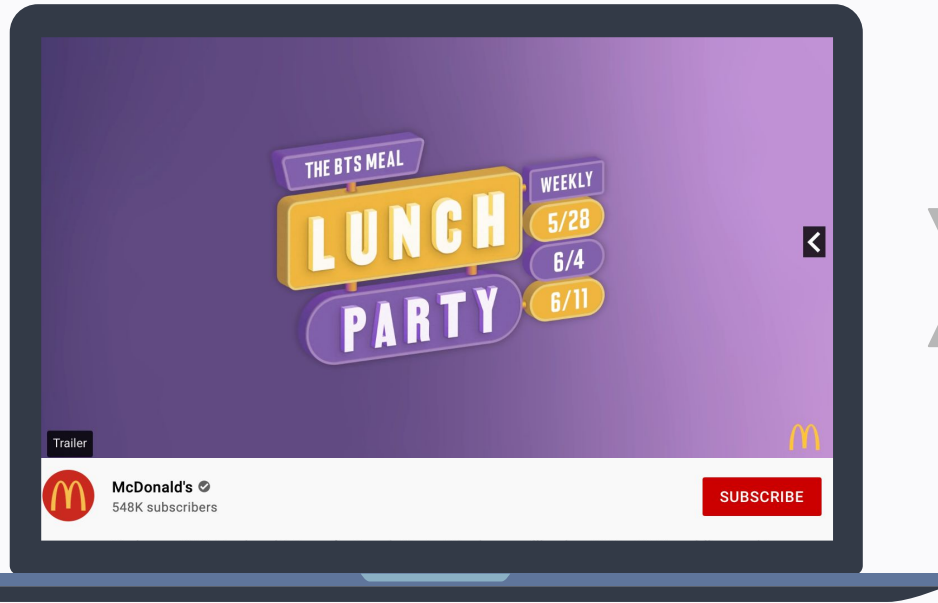 THE BTS MEAL
LUNCH
PARTY
WEEKLY
5/28
6/4
6/11
Trailer
McDonald's
548K subscribers
SUBSCRIBE